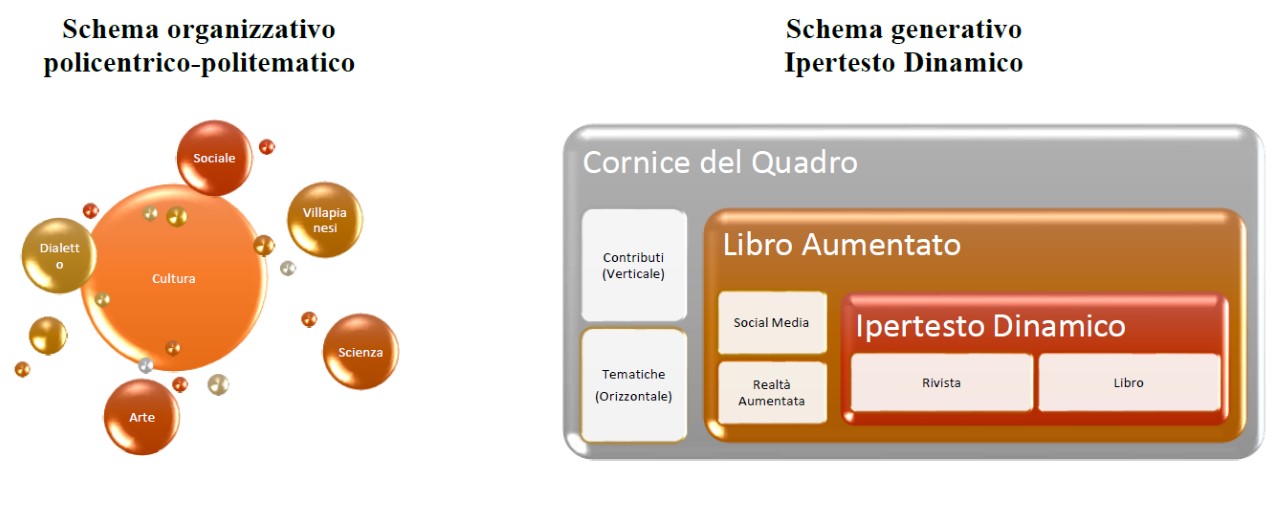 Schema organizzativo
policentrico-politematico
Sociale
Villapia
nesi
Dialett
o
Cultura
Scienza
Arte
Schema generativo
Ipertesto Dinamico
Cornice del Quadro
Contributi
(Verticale)
Tematiche
(Orizzontale)
Libro Aumentato
Social Media
Realtà
Aumentata
Ipertesto Dinamico
Rivista
Libro